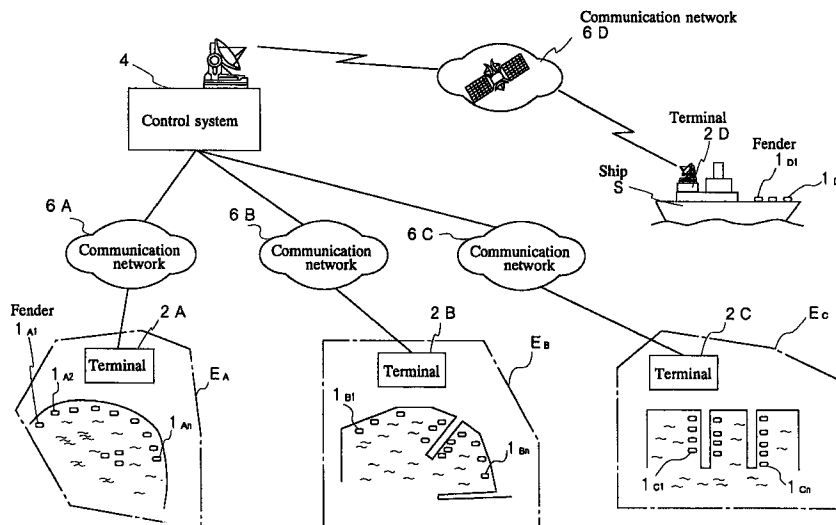 Communication network
6 D
4
Control system
Terminal
2 D
Fender
1 D1
1 D
Ship
S
6 A
Communication
network
6 B
Communication
network
6 C
Communication
network
Fender
1 A1
2 A
Terminal
1 A2
E A
1 An
2 B
Terminal
E B
1 B1
1 Bn
2 C
Terminal
E C
1 C1
1 Cn